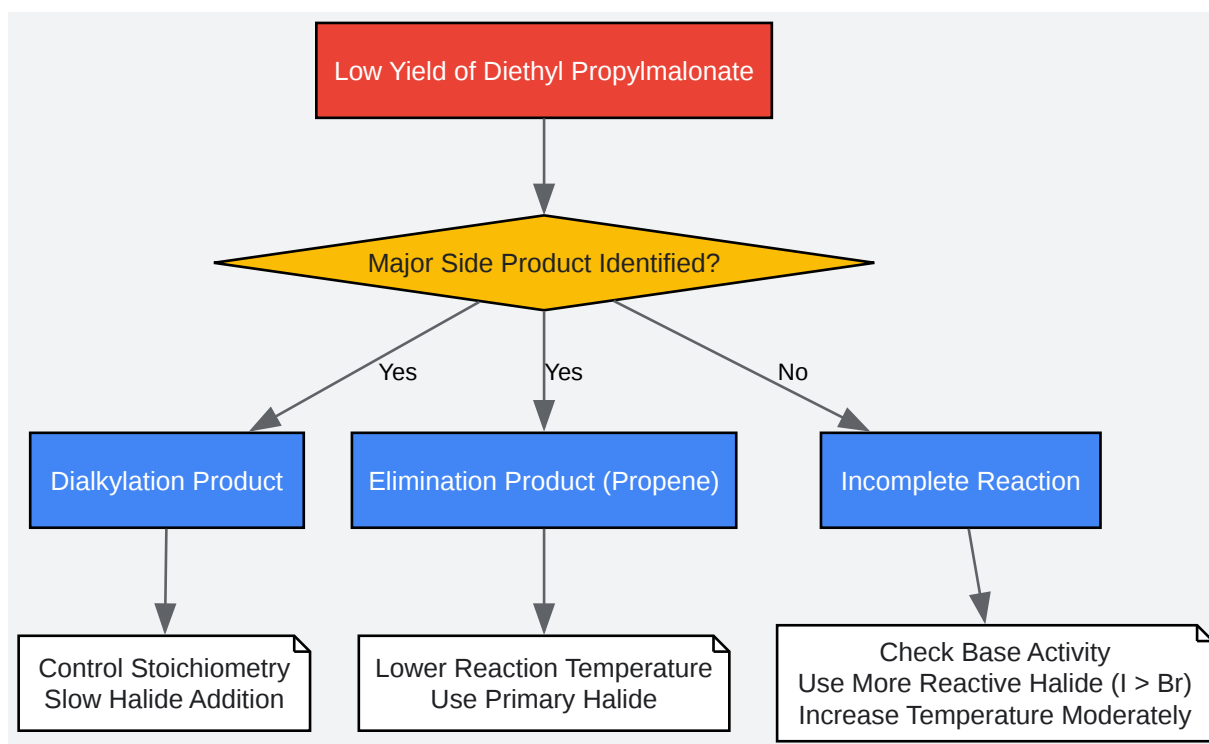 Low Yield of Diethyl Propylmalonate
Major Side Product Identified?
Yes
Yes
No
Dialkylation Product
Elimination Product (Propene)
Incomplete Reaction
Control Stoichiometry
Slow Halide Addition
Lower Reaction Temperature
Use Primary Halide
Check Base Activity
Use More Reactive Halide (I > Br)
Increase Temperature Moderately